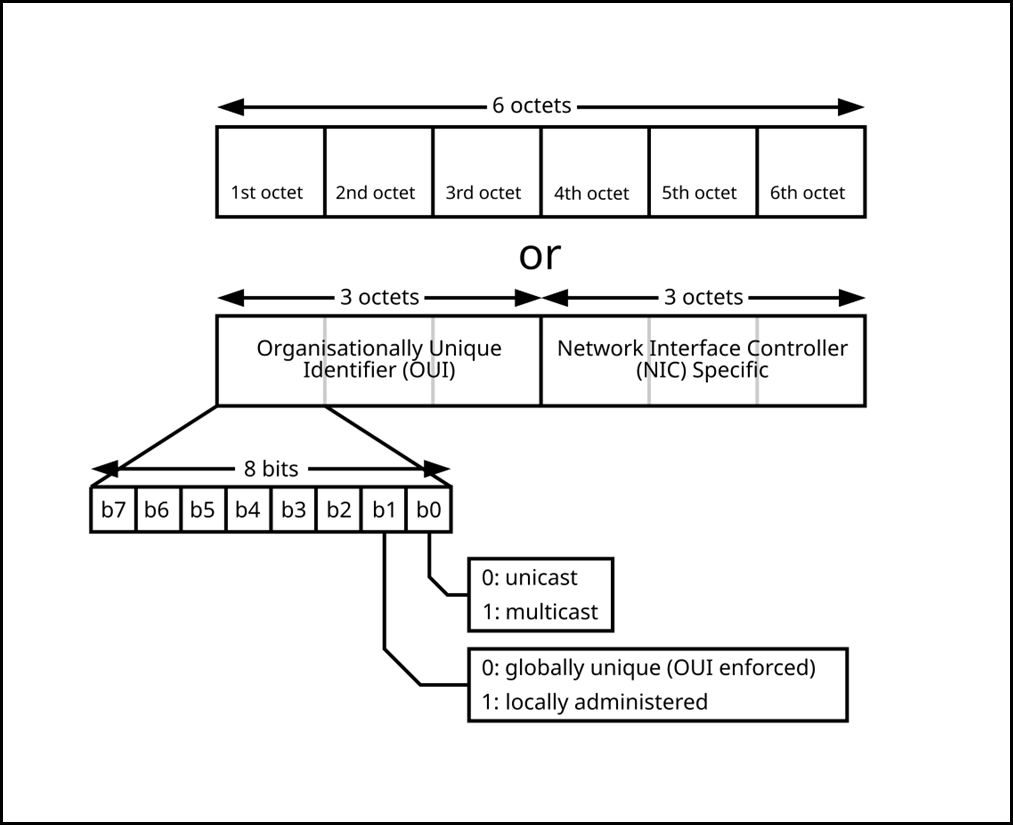 6 octets
1st octet 2nd octet 3rd octet 4th octet 5th octet 6th octet
or
3 octets 3 octets
Organisationally Unique
Identifier (OUI)
Network Interface Controller
(NIC) Specific
8 bits
b7 b6 b5 b4 b3 b2 b1 b0
0: unicast
1: multicast
0: globally unique (OUI enforced)
1: locally administered